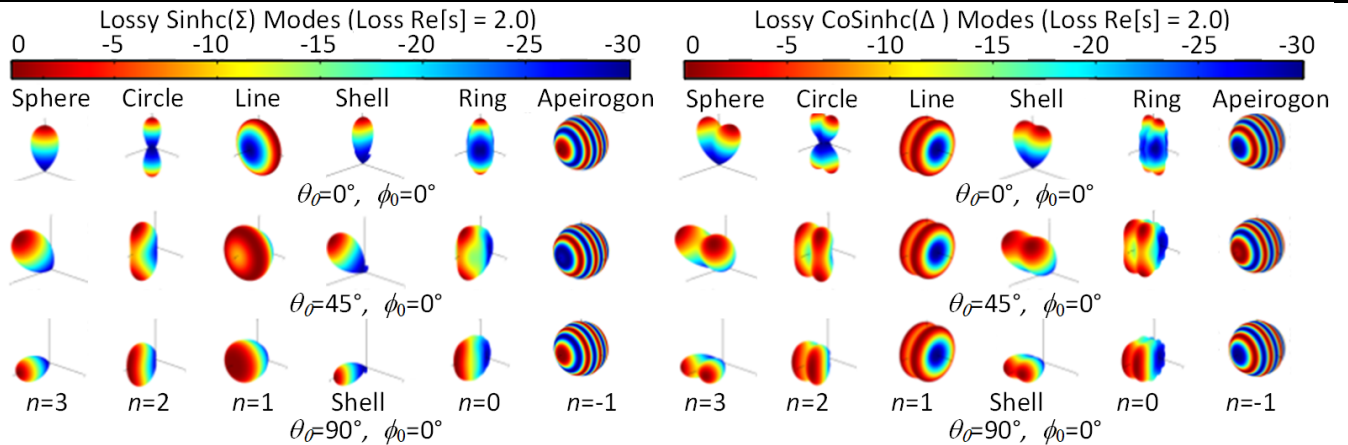 Lossy Sinhc(Σ) Modes (Loss Re[s] = 2.0)
0 -5 -10 -15 -20 -25 -30
Sphere Circle Line Shell Ring Apeirogon
θ₀=0°, ϕ₀=0°
θ₀=45°, ϕ₀=0°
n=3 n=2 n=1 Shell n=0 n=-1
θ₀=90°, ϕ₀=0°
Lossy CoSinhc(Δ ) Modes (Loss Re[s] = 2.0)
0 -5 -10 -15 -20 -25 -30
Sphere Circle Line Shell Ring Apeirogon
θ₀=0°, ϕ₀=0°
θ₀=45°, ϕ₀=0°
n=3 n=2 n=1 Shell n=0 n=-1
θ₀=90°, ϕ₀=0°